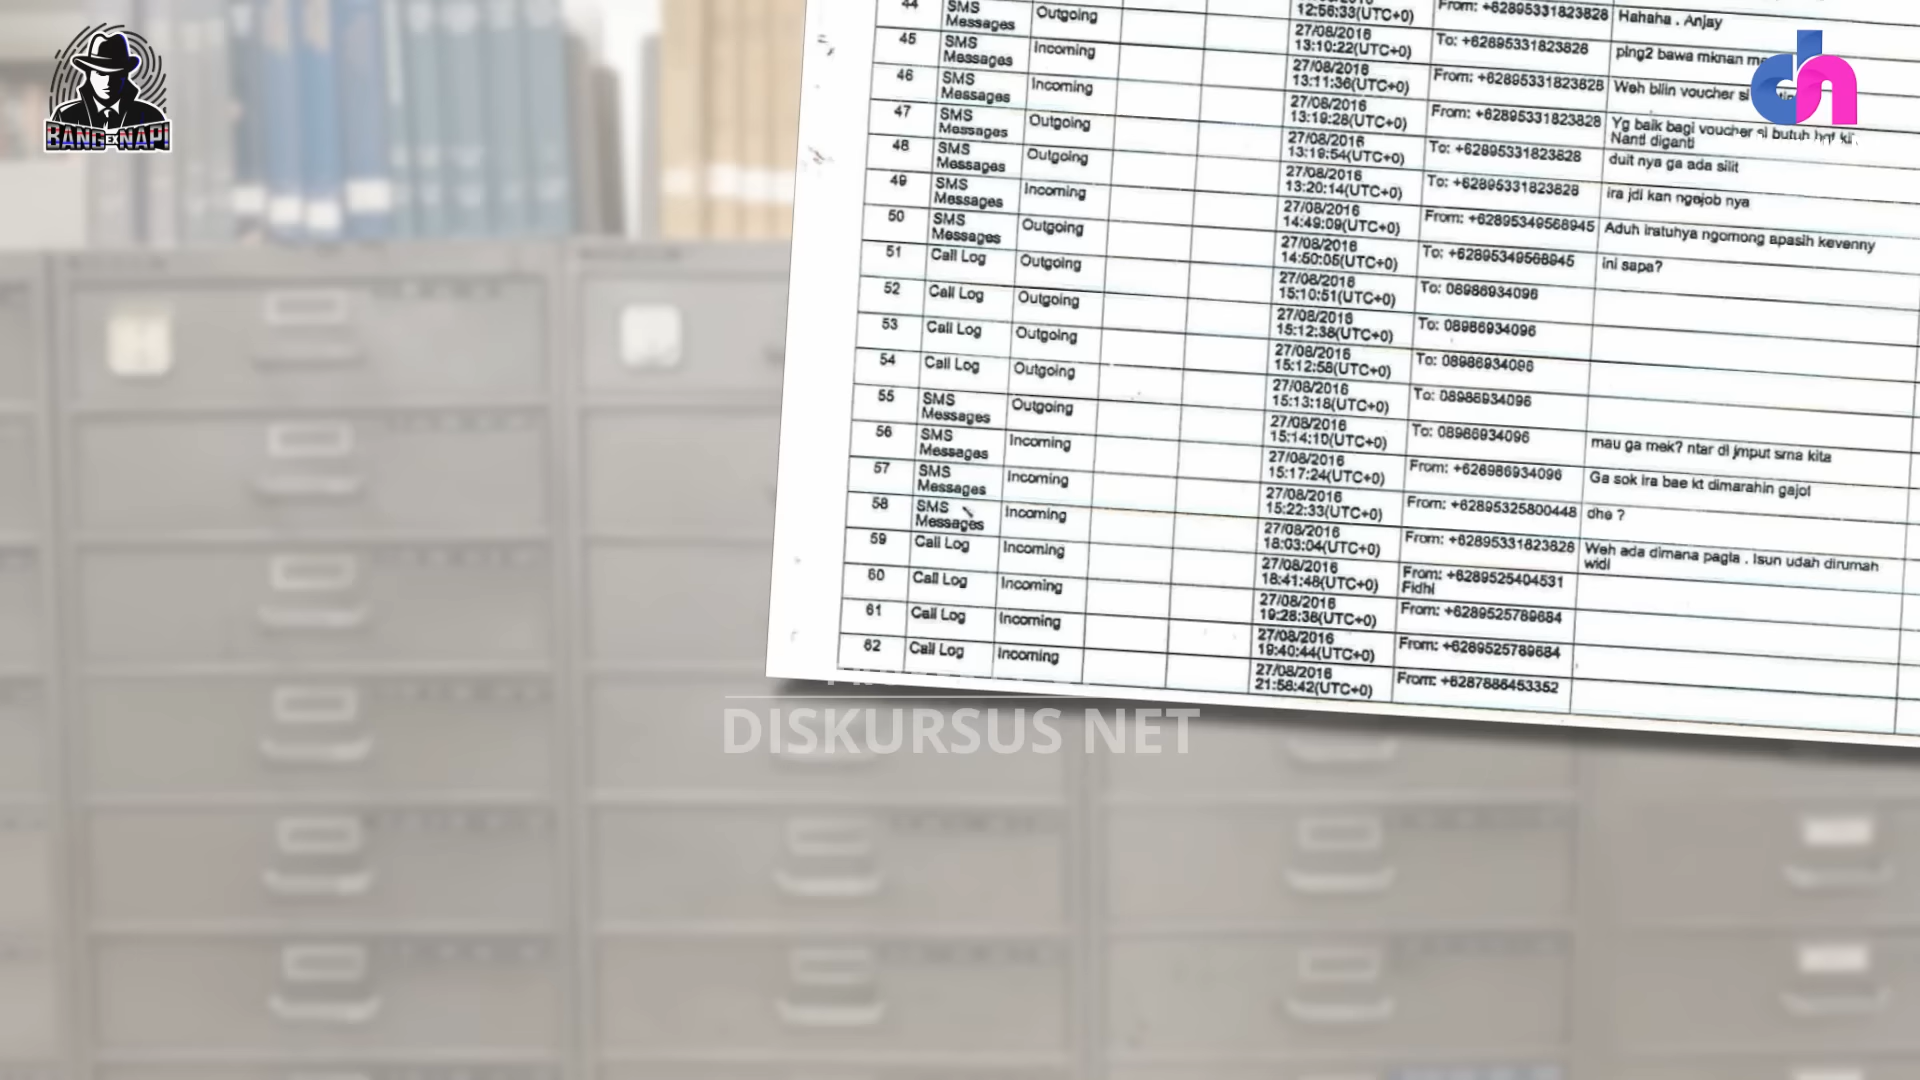 BANG EX NAPI
dh
44 SMS Messages Outgoing 12:56:33(UTC+0) From: +62895331823828 Hahaha . Anjay
45 SMS Messages Incoming 27/08/2016 13:10:22(UTC+0) To: +62895331823828 ping2 bawa mknan
46 SMS Messages Incoming 27/08/2016 13:11:36(UTC+0) From: +62895331823828 Weh bliin voucher si
47 SMS Messages Outgoing 27/08/2016 13:19:28(UTC+0) From: +62895331823828 Yg baik bagi voucher si butuh
Nanti diganti
48 SMS Messages Outgoing 27/08/2016 13:19:54(UTC+0) To: +62895331823828 duit nya ga ada silit
49 SMS Messages Incoming 27/08/2016 13:20:14(UTC+0) To: +62895331823828 ira jdi kan ngejob nya
50 SMS Messages Outgoing 27/08/2016 14:49:09(UTC+0) From: +62895349568945 Aduh iratuhya ngomong apasih kevenny
51 Call Log Outgoing 27/08/2016 14:50:05(UTC+0) To: +62895349568945 ini sapa?
52 Call Log Outgoing 27/08/2016 15:10:51(UTC+0) To: 08986934096
53 Call Log Outgoing 27/08/2016 15:12:38(UTC+0) To: 08986934096
54 Call Log Outgoing 27/08/2016 15:12:58(UTC+0) To: 08986934096
55 SMS Messages Outgoing 27/08/2016 15:13:18(UTC+0) To: 08986934096
56 SMS Messages Incoming 27/08/2016 15:14:10(UTC+0) To: 08986934096 mau ga mek? ntar di jmput sma kita
57 SMS Messages Incoming 27/08/2016 15:17:24(UTC+0) From: +628986934096 Ga sok ira bae kt dimarahin gajol
58 SMS Messages Incoming 27/08/2016 15:22:33(UTC+0) From: +62895325800448 dhe ?
59 Call Log Incoming 27/08/2016 18:03:04(UTC+0) From: +62895331823828 Weh ada dimana pagta . Isun udah dirumah
widi
60 Call Log Incoming 27/08/2016 18:41:48(UTC+0) From: +6289525404531
Fidhi
61 Call Log Incoming 27/08/2016 19:28:38(UTC+0) From: +6289525789684
62 Call Log Incoming 27/08/2016 19:40:44(UTC+0) From: +6289525789684
27/08/2016 21:58:42(UTC+0) From: +6287886453352
DISKURSUS NET